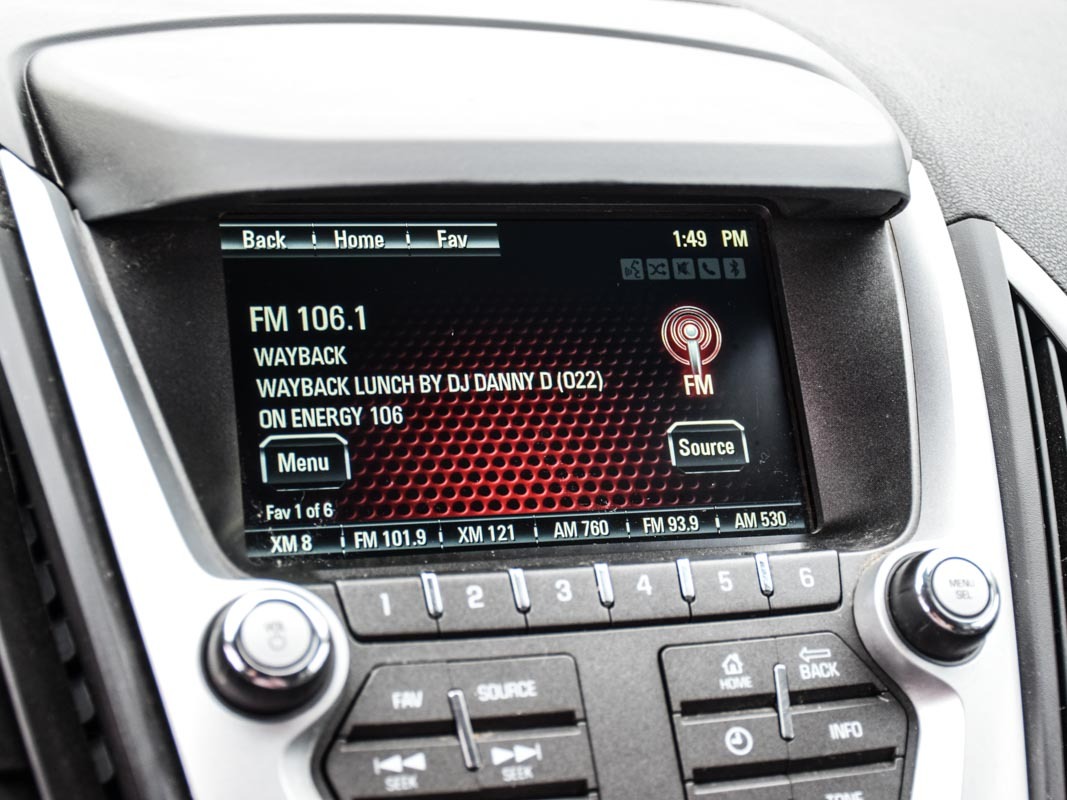 Back Home Fav 1:49 PM
FM 106.1
WAYBACK
WAYBACK LUNCH BY DJ DANNY D (022)
ON ENERGY 106
FM
Menu Source
Fav 1 of 6
XM 8 FM 101.9 XM 121 AM 760 FM 93.9 AM 530
1 2 3 4 5 6
MENU
SEL
FAV SOURCE
HOME BACK
INFO
SEEK SEEK
TONE